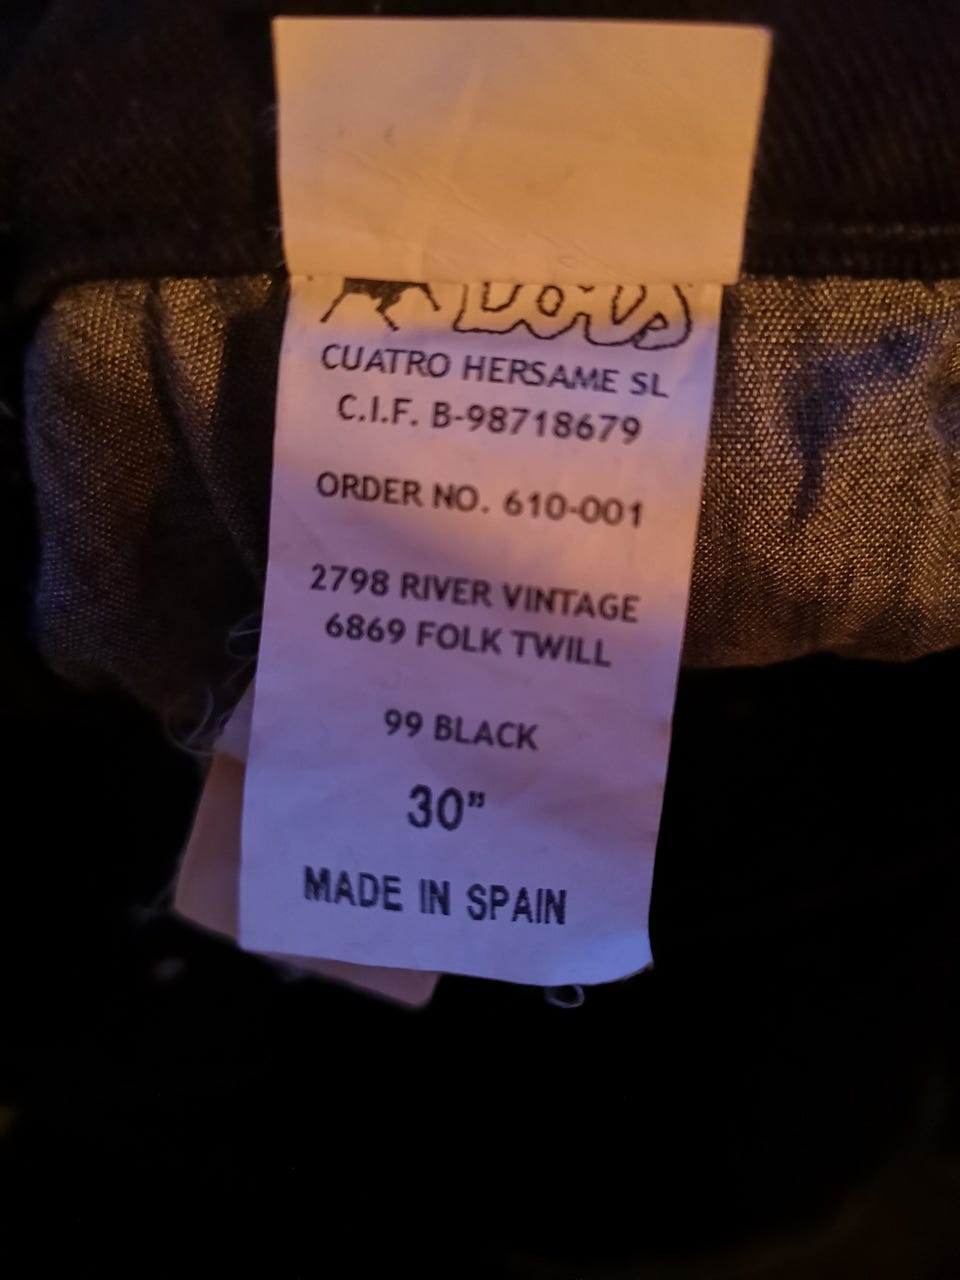 Lois
CUATRO HERSAME SL
C.I.F. B-98718679
ORDER NO. 610-001
2798 RIVER VINTAGE
6869 FOLK TWILL
99 BLACK
30”
MADE IN SPAIN